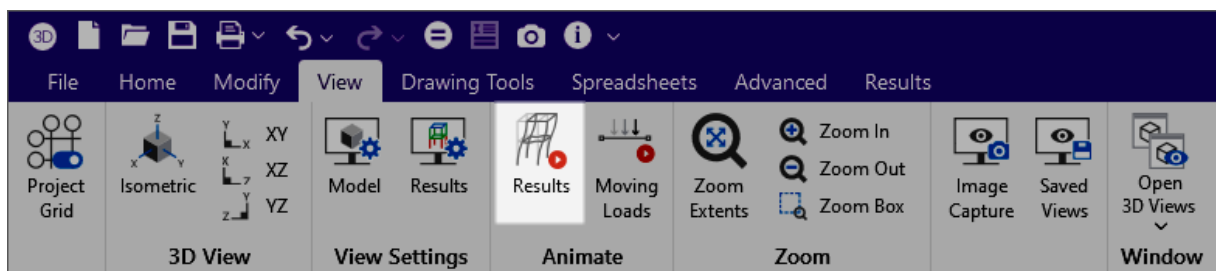 3D
File Home Modify View Drawing Tools Spreadsheets Advanced Results
Project
Grid
Z
X Y
Isometric
Y
X
XY
X
Z
XZ
Y
Z
YZ
3D View
Model
Results
View Settings
Results
Moving
Loads
Animate
Zoom
Extents
Zoom In
Zoom Out
Zoom Box
Zoom
Image
Capture
Saved
Views
Open
3D Views
Window